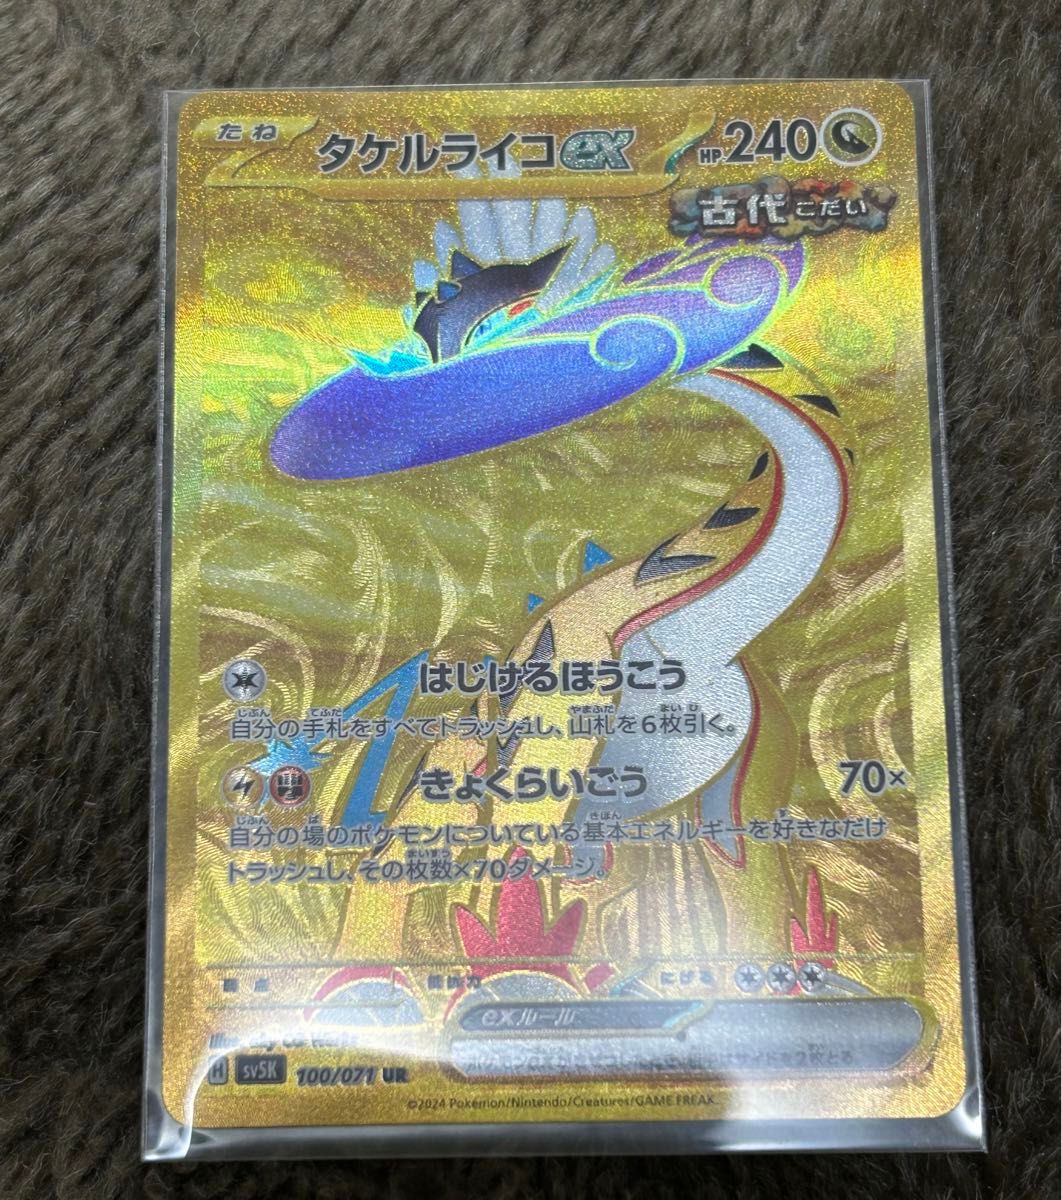 たね タケルライコex HP 240
古代 こだい
はじけるほうこう
自分の手札をすべてトラッシュし、山札を6枚引く。
きょくらいごう 70×
自分の場のポケモンについている基本エネルギーを好きなだけ
トラッシュし、その枚数×70ダメージ。
弱点 抵抗力 にげる
exルール
H sv5K 100/071 UR
©2024 Pokémon/Nintendo/Creatures/GAME FREAK.